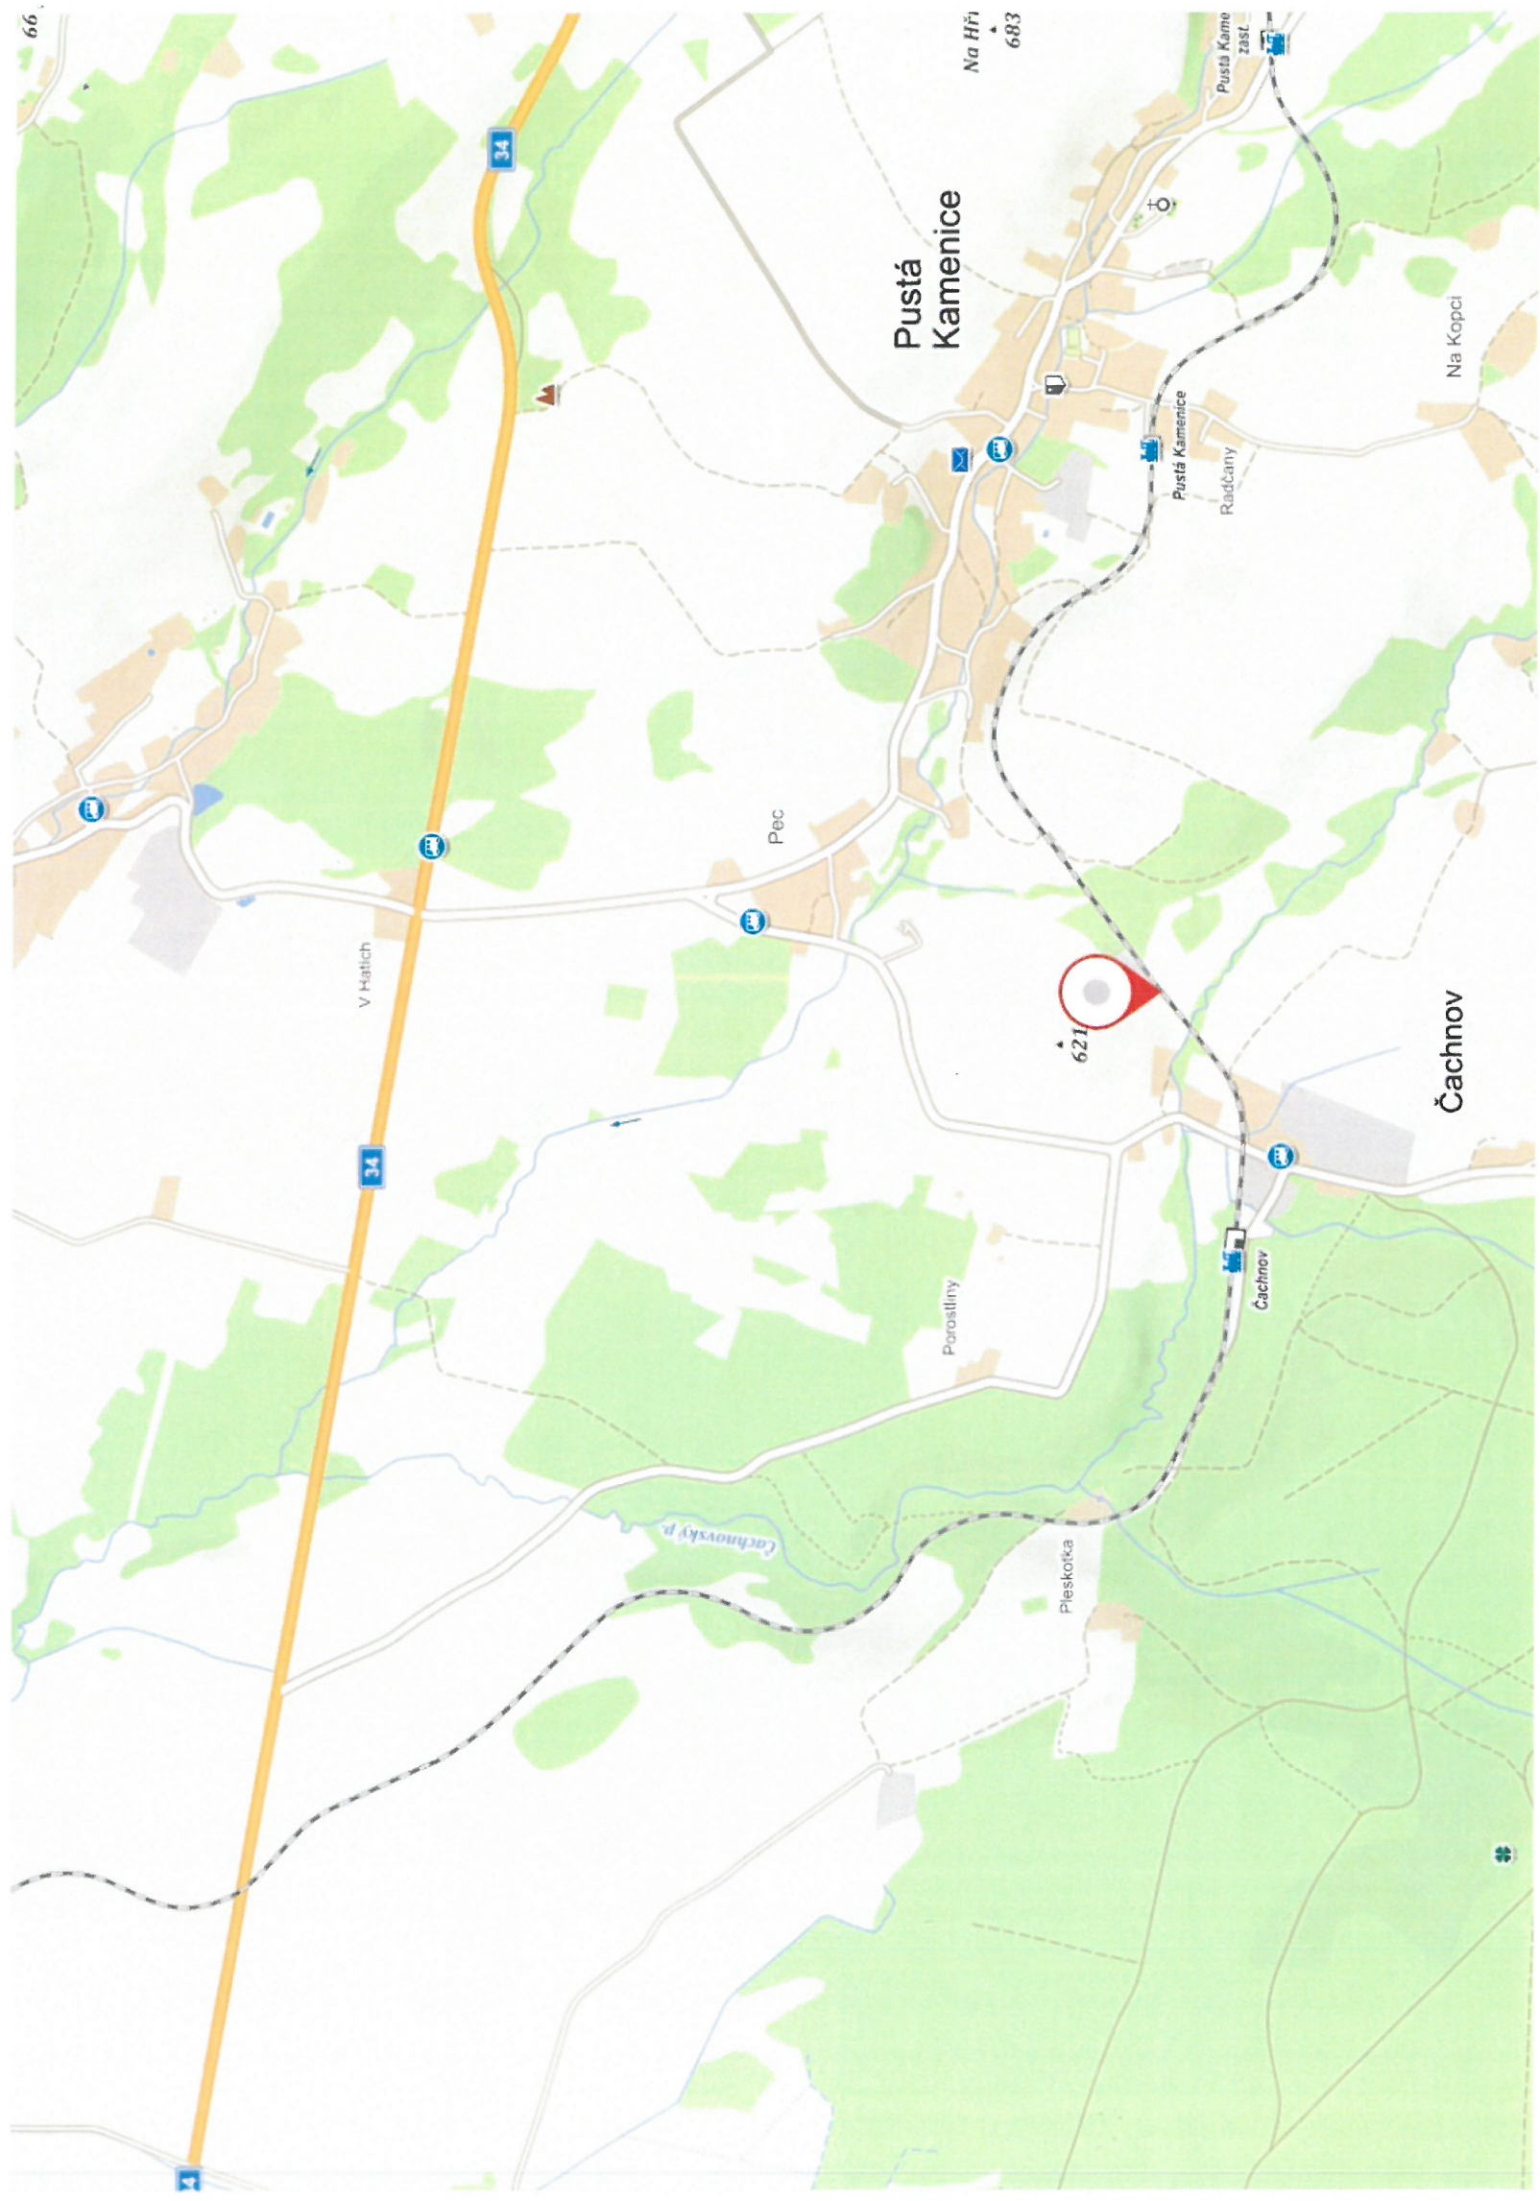 66
4
V Hatích
34
34
Čachnovský p.
Pec
Pustá
Kamenice
Porostliny
Na Hři
683
621
Pleskotka
Pustá Kamenice
Pustá Kame
zast.
Radčany
Čachnov
Čachnov
Na Kopci